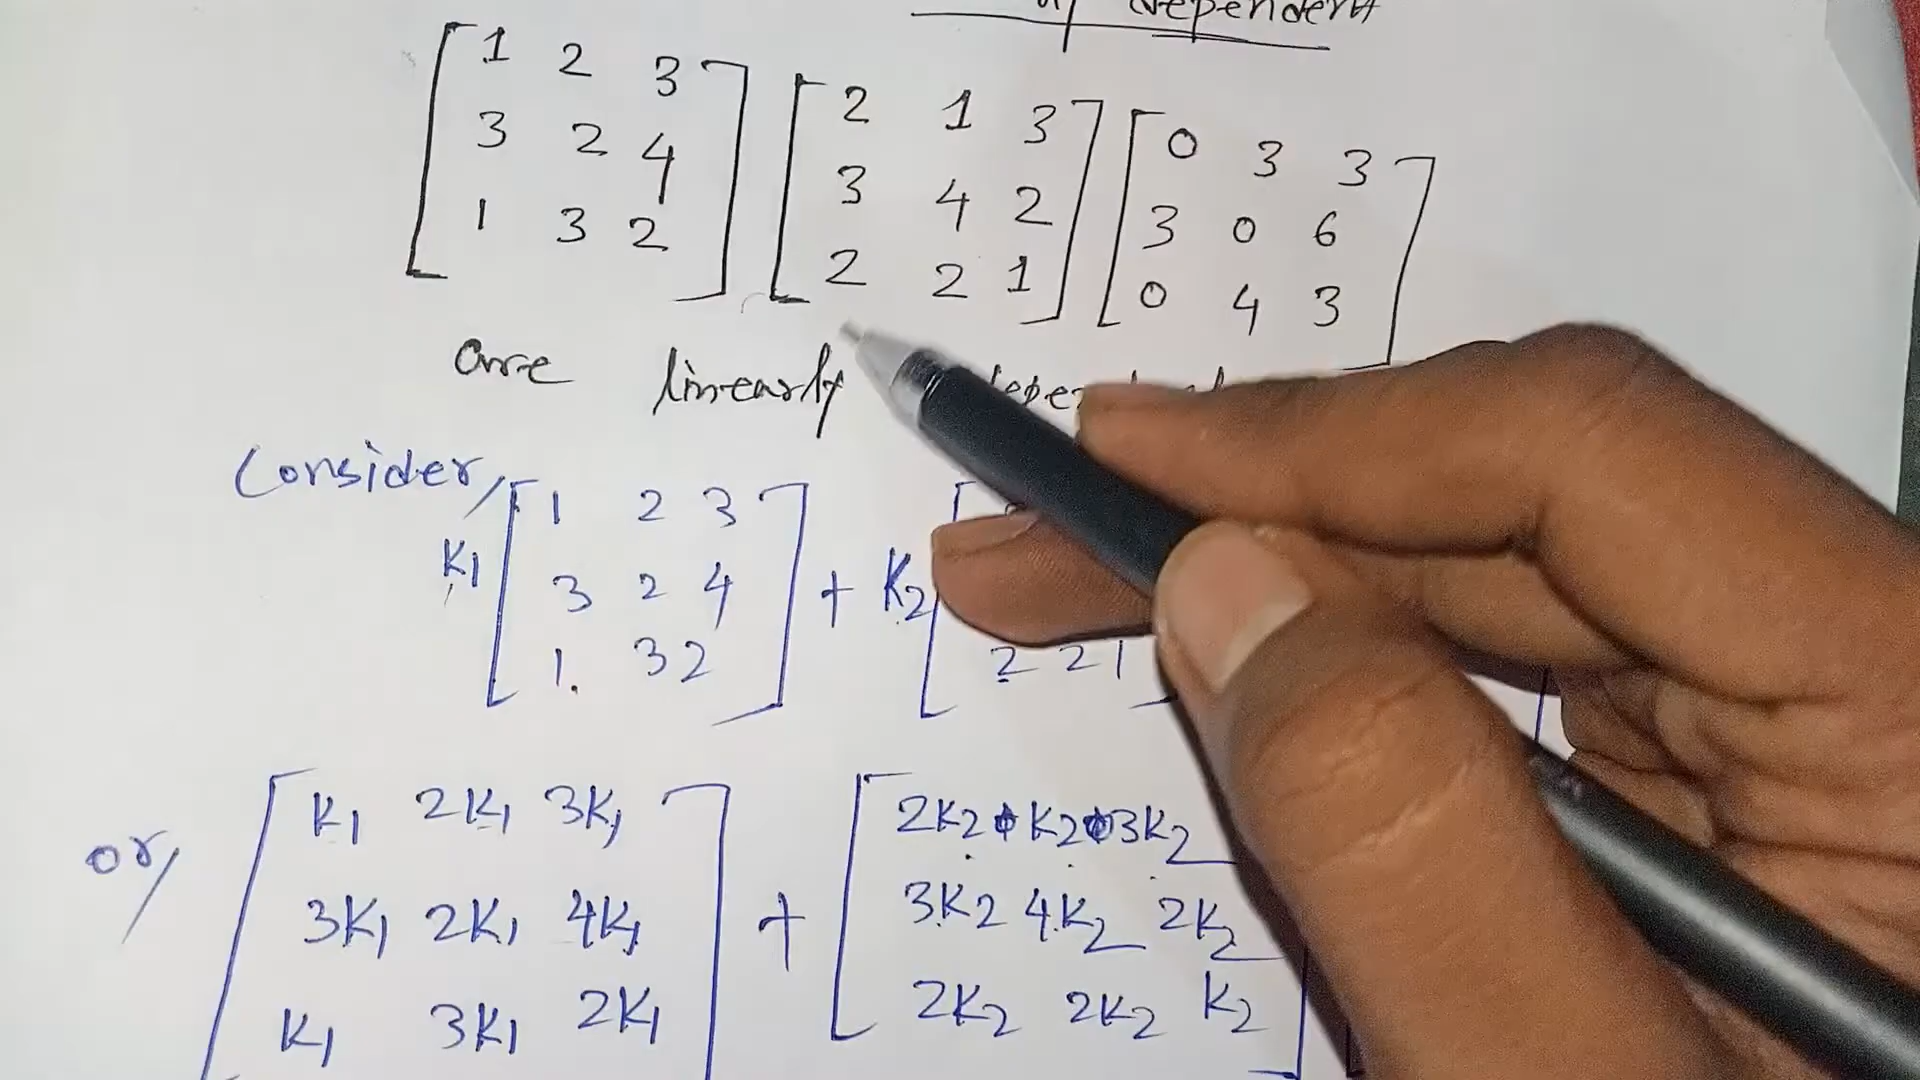 dependent
[1 2 3 [2 1 3 [0 3 3
3 2 4 3 4 2 3 0 6
1 3 2] 2 2 1] 0 4 3]
are linearly
Consider, K1 [1 2 3
3 2 4
1. 3 2] + K2 [
2 2 1
or, [K1 2K1 3K1
3K1 2K1 4K1
K1 3K1 2K1] + [2K2 K2 3K2
3K2 4K2 2K2
2K2 2K2 K2